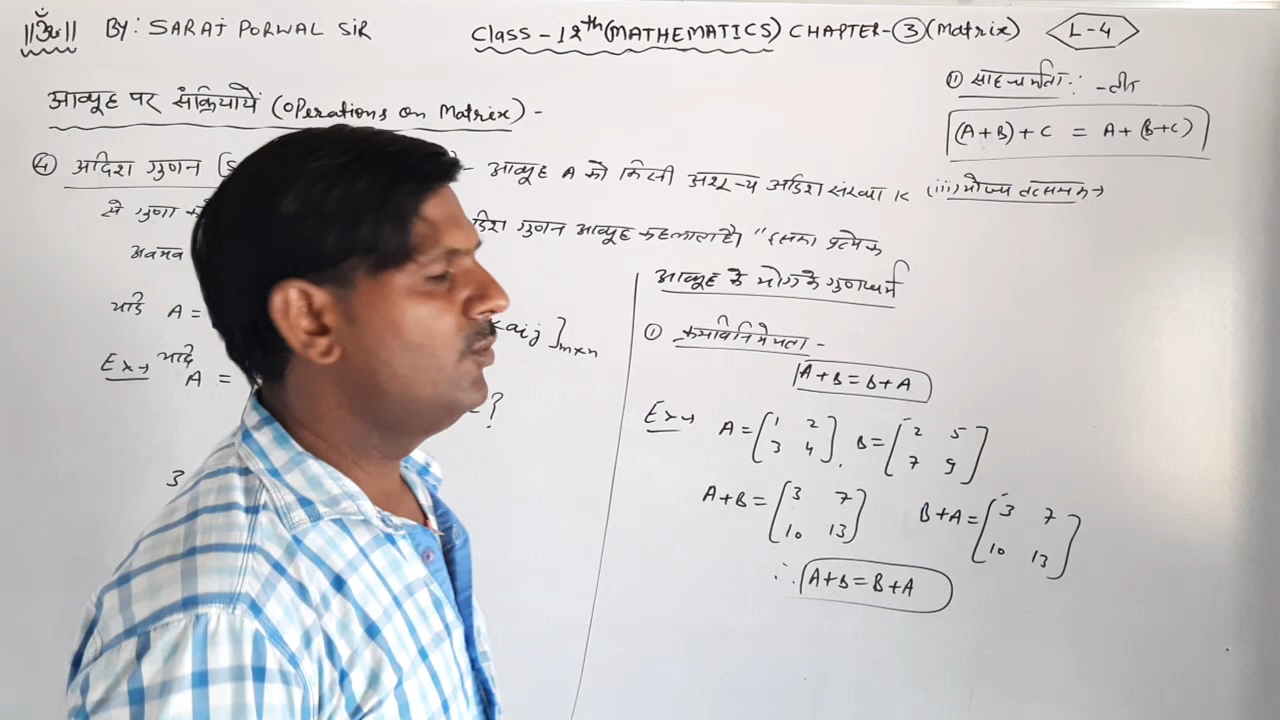 ||ॐ|| BY: SARAJ PORWAL SIR
Class - 12th (MATHEMATICS) CHAPTER-③ (Matrix) L-4
आव्यूह पर संक्रियायें (Operations on Matrix) -
④ अदिश गुणन [S - आव्यूह A को किसी अशून्य अदिश संख्या K
से गुणा दिश गुणन आव्यूह कहलाता है। प्रत्येक
अवयव
यदि A = aij ]m×n
Ex→ यदि A = ?
3
आव्यूह के योग के गुणधर्म
① क्रमविनिमेयता -
A+B = B+A
Ex→ A = [1 2 3 4], B = [2 5 7 9]
A+B = [3 7 10 13] B+A = [3 7 10 13]
∴ A+B = B+A
① साहचर्यता :- तीन
(A+B)+C = A+(B+C)
(iii) योज्य तत्समक→